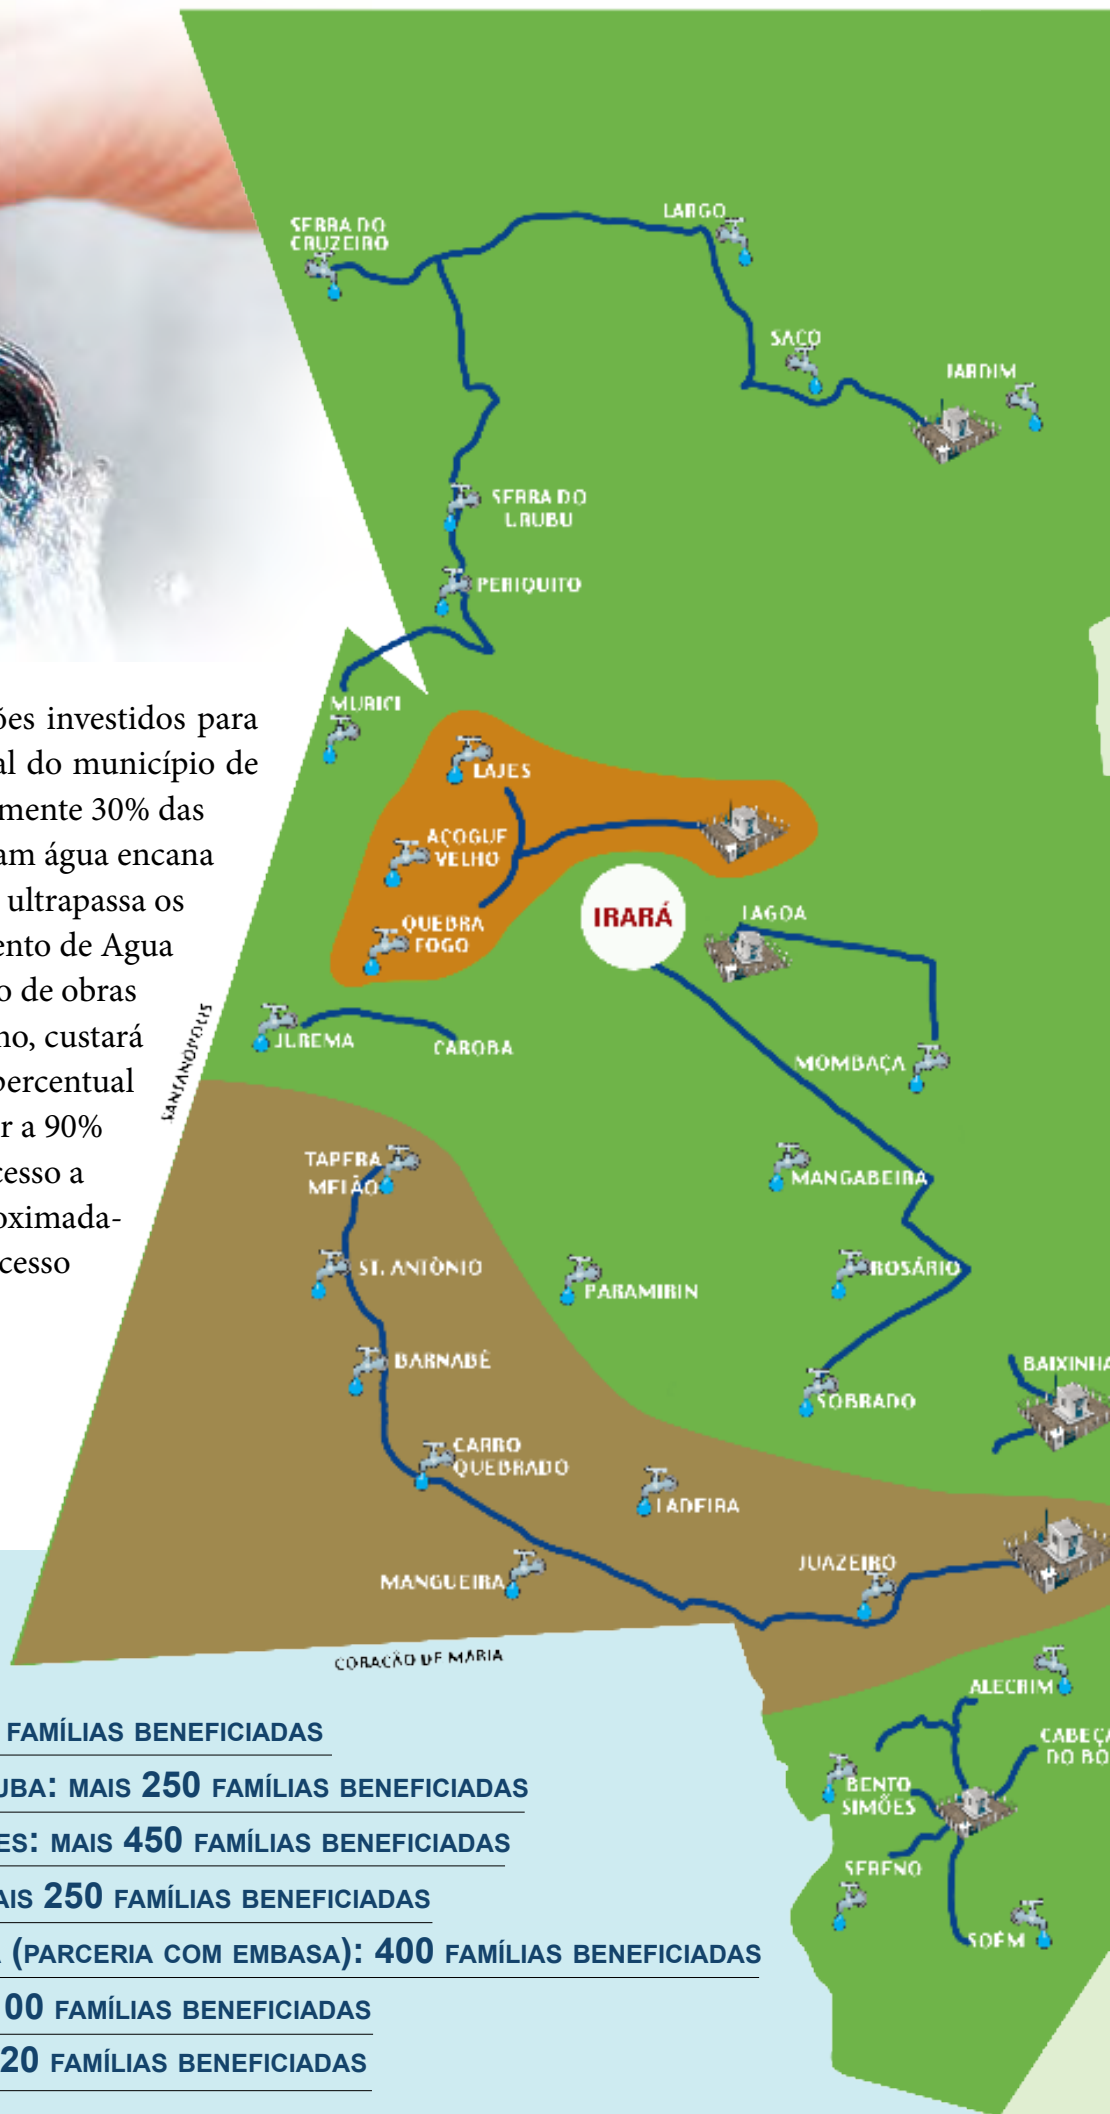 SERRA DO
CRUZEIRO
LARGO
SACO
JARDIM
SERRA DO
URUBU
PERIQUITO
MURICI
LAJES
AÇOGUE
VELHO
QUEBRA
FOGO
IRARÁ
LAGOA
JUREMA
CAROBA
MOMBAÇA
SANSANÓPOLIS
TAPERA
MELÃO
MANGABEIRA
ST. ANTÔNIO
PARAMIRIN
ROSÁRIO
BARNABÉ
BAIXINHA
SOBRADO
CARRO
QUEBRADO
LADEIRA
MANGUEIRA
JUAZEIRO
CORAÇÃO DE MARIA
ALECRIM
CABEÇA
DO BO
BENTO
SIMÕES
SERENO
SOÉM
ões investidos para
al do município de
mente 30% das
am água encana
ultrapassa os
ento de Agua
o de obras
no, custará
percentual
r a 90%
cesso a
oximada-
cesso
FAMÍLIAS BENEFICIADAS
UBA: MAIS 250 FAMÍLIAS BENEFICIADAS
ES: MAIS 450 FAMÍLIAS BENEFICIADAS
AIS 250 FAMÍLIAS BENEFICIADAS
A (PARCERIA COM EMBASA): 400 FAMÍLIAS BENEFICIADAS
00 FAMÍLIAS BENEFICIADAS
20 FAMÍLIAS BENEFICIADAS